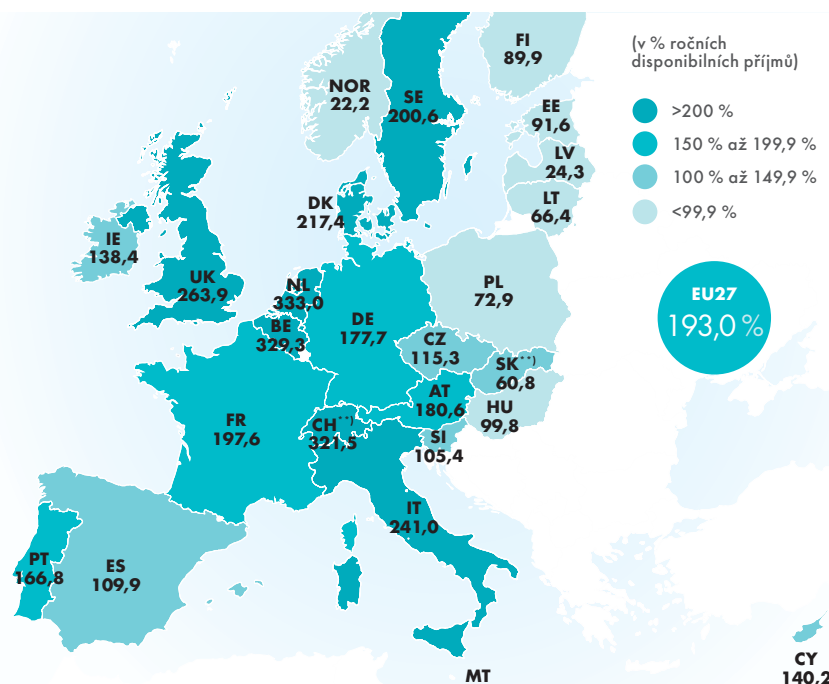 (v % ročních
disponibilních příjmů)
>200 %
150 % až 199,9 %
100 % až 149,9 %
<99,9 %
EU27
193,0 %
FI
89,9
NOR
22,2
SE
200,6
EE
91,6
LV
24,3
LT
66,4
DK
217,4
IE
138,4
UK
263,9
NL
333,0
BE
329,3
DE
177,7
PL
72,9
CZ
115,3
SK**)
60,8
AT
180,6
HU
99,8
FR
197,6
CH**)
321,5
SI
105,4
IT
241,0
PT
166,8
ES
109,9
MT
CY
140,2